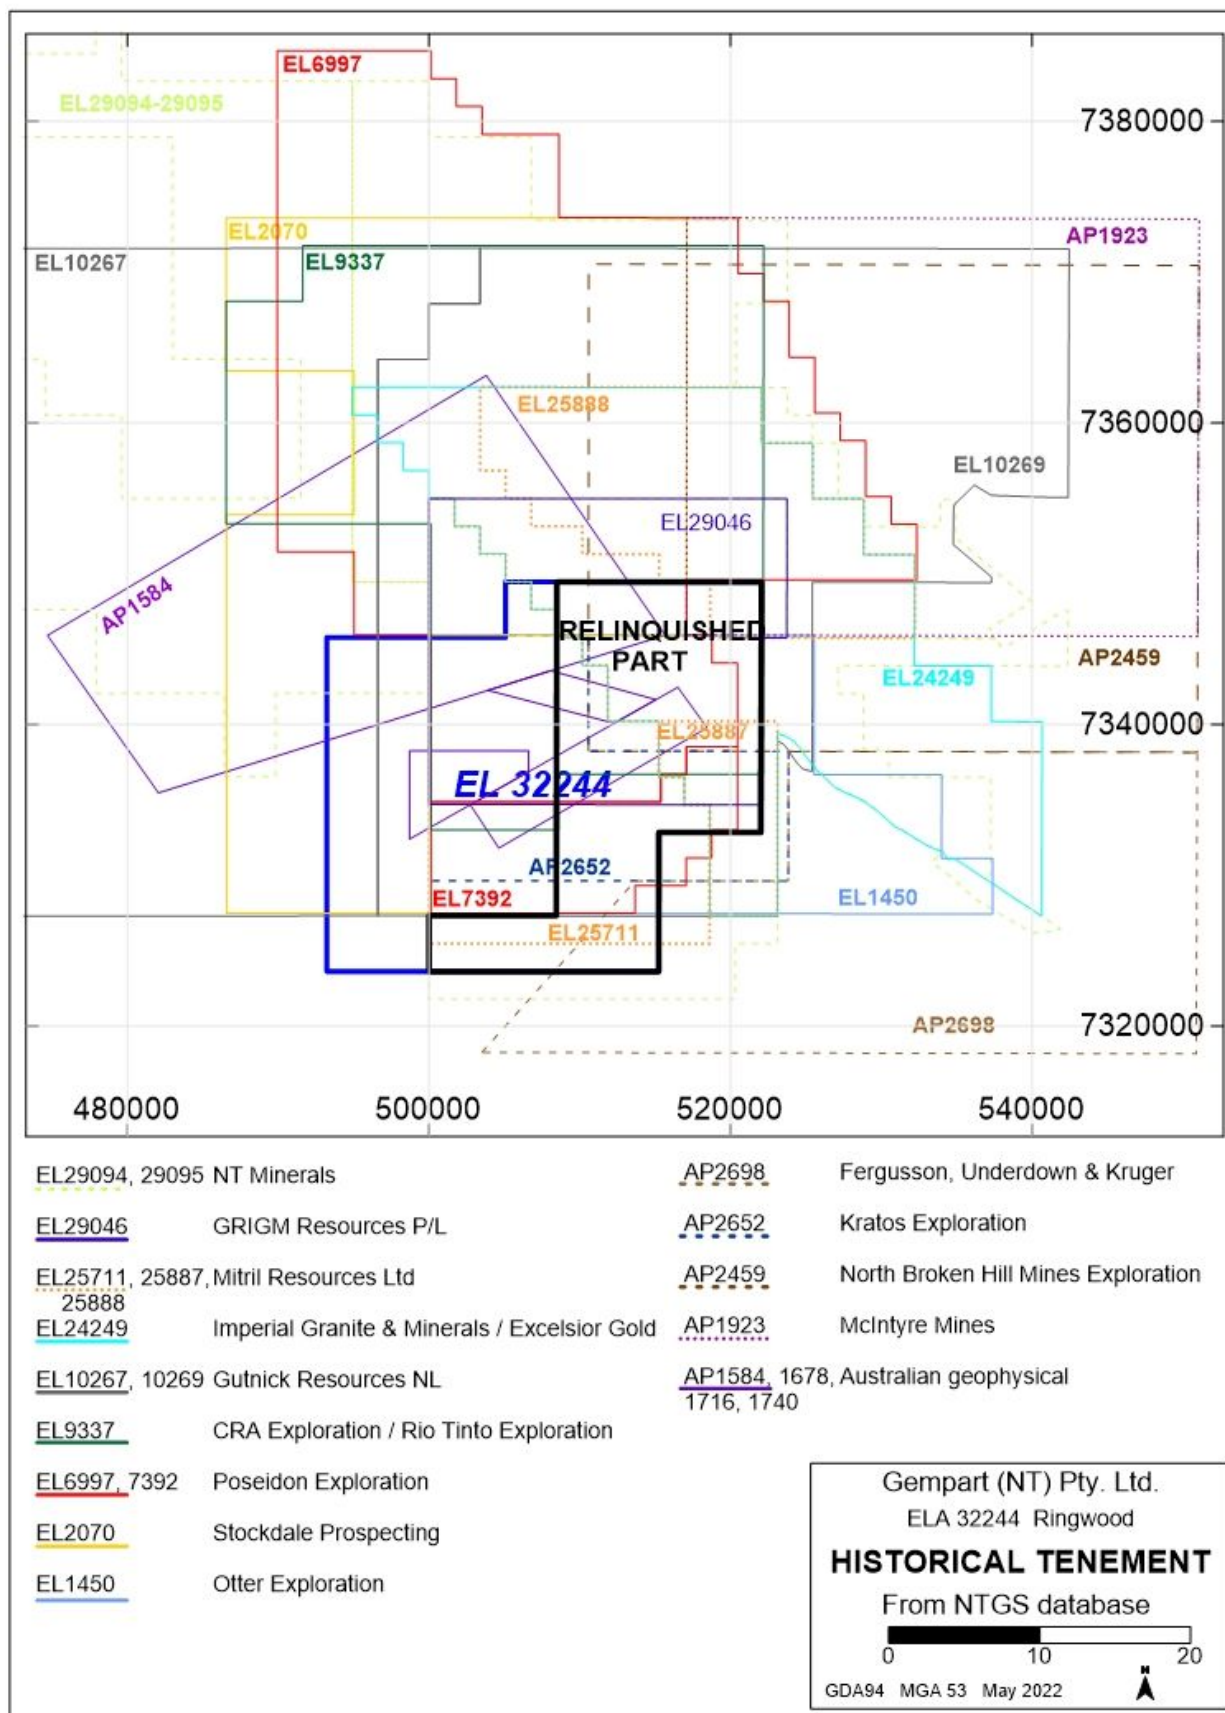 EL6997
EL29094-29095
7380000
EL2070
AP1923
EL10267
EL9337
EL25888
7360000
EL10269
EL29046
AP1584
RELINQUISHED
PART
AP2459
EL24249
EL25887
7340000
EL 32244
AP2652
EL7392
EL1450
EL25711
AP2698
7320000
480000
500000
520000
540000
EL29094, 29095 NT Minerals
EL29046 GRIGM Resources P/L
EL25711, 25887, Mitril Resources Ltd
25888
EL24249 Imperial Granite & Minerals / Excelsior Gold
EL10267, 10269 Gutnick Resources NL
EL9337 CRA Exploration / Rio Tinto Exploration
EL6997, 7392 Poseidon Exploration
EL2070 Stockdale Prospecting
EL1450 Otter Exploration
AP2698 Fergusson, Underdown & Kruger
AP2652 Kratos Exploration
AP2459 North Broken Hill Mines Exploration
AP1923 McIntyre Mines
AP1584, 1678, Australian geophysical
1716, 1740
Gempart (NT) Pty. Ltd.
ELA 32244 Ringwood
HISTORICAL TENEMENT
From NTGS database
0 10 20
GDA94 MGA 53 May 2022
N